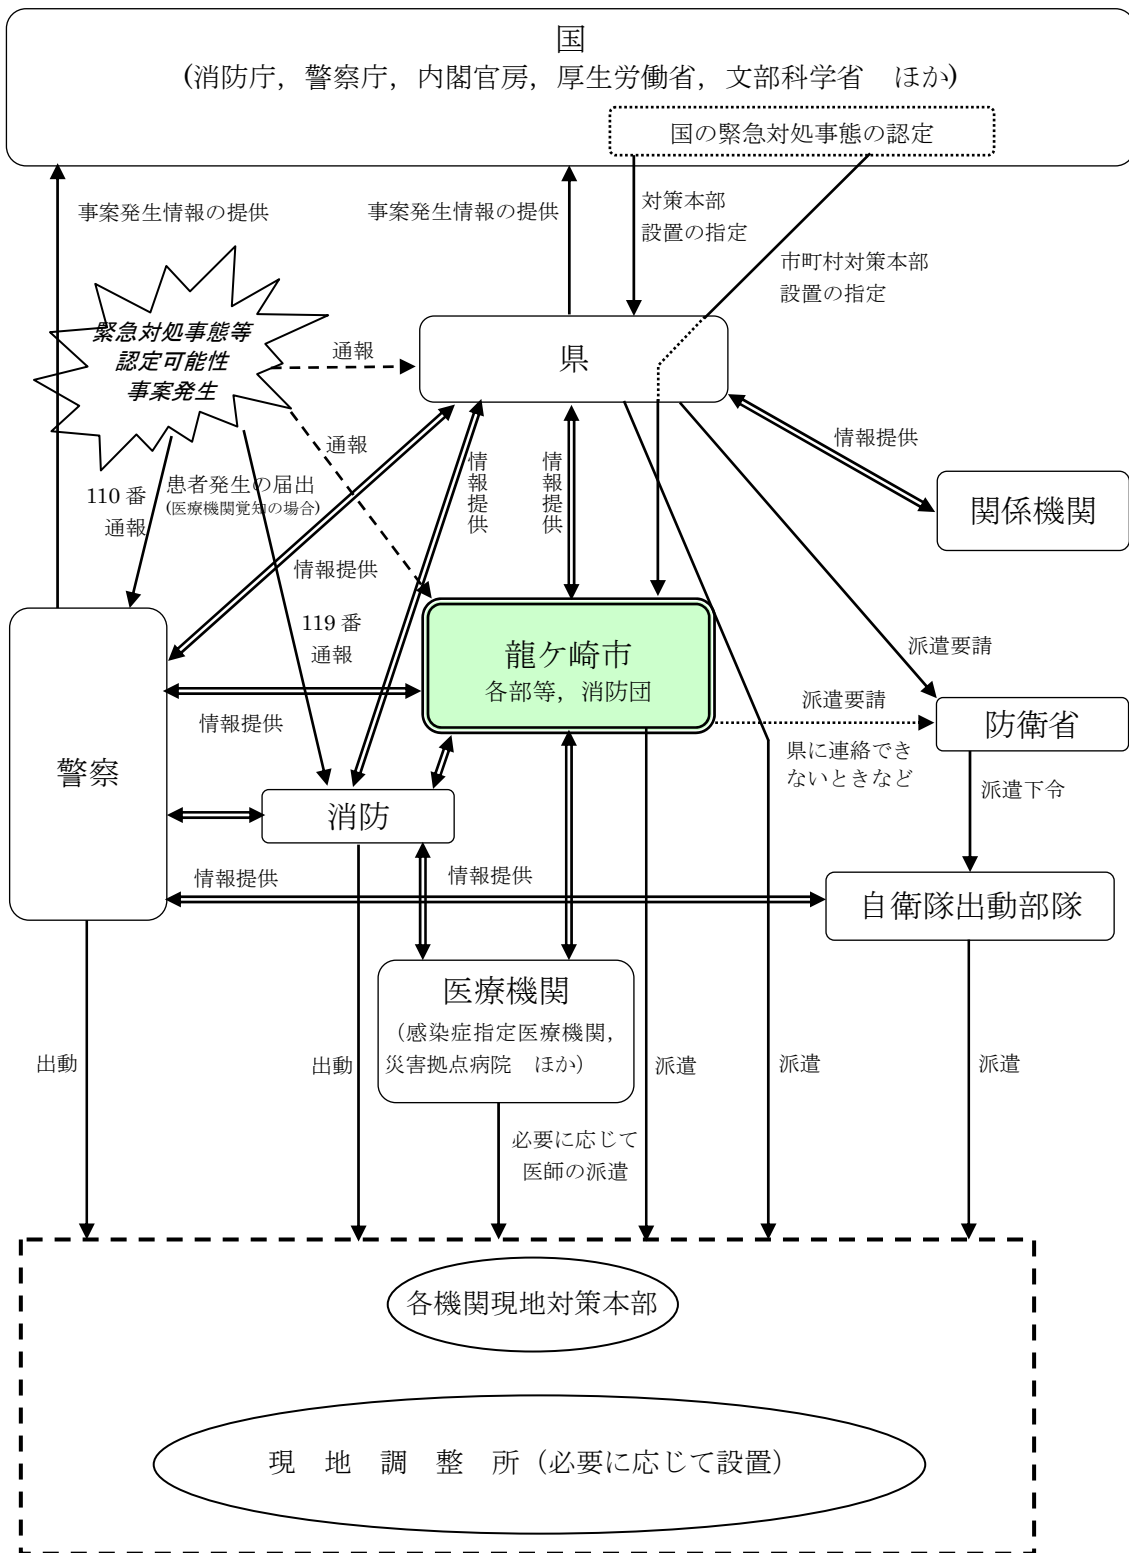 国
(消防庁，警察庁，内閣官房，厚生労働省，文部科学省　ほか)
国の緊急対処事態の認定
事案発生情報の提供
事案発生情報の提供
対策本部
設置の指定
市町村対策本部
設置の指定
緊急対処事態等
認定可能性
事案発生
通報
県
通報
情報提供
情報提供
情報提供
関係機関
110 番
通報
患者発生の届出
(医療機関覚知の場合)
情報提供
119 番
通報
龍ケ崎市
各部等，消防団
派遣要請
派遣要請
県に連絡でき
ないときなど
防衛省
情報提供
警察
消防
派遣下令
情報提供
情報提供
自衛隊出動部隊
医療機関
（感染症指定医療機関，
災害拠点病院　ほか）
出動
出動
派遣
派遣
派遣
必要に応じて
医師の派遣
各機関現地対策本部
現　地　調　整　所（必要に応じて設置）